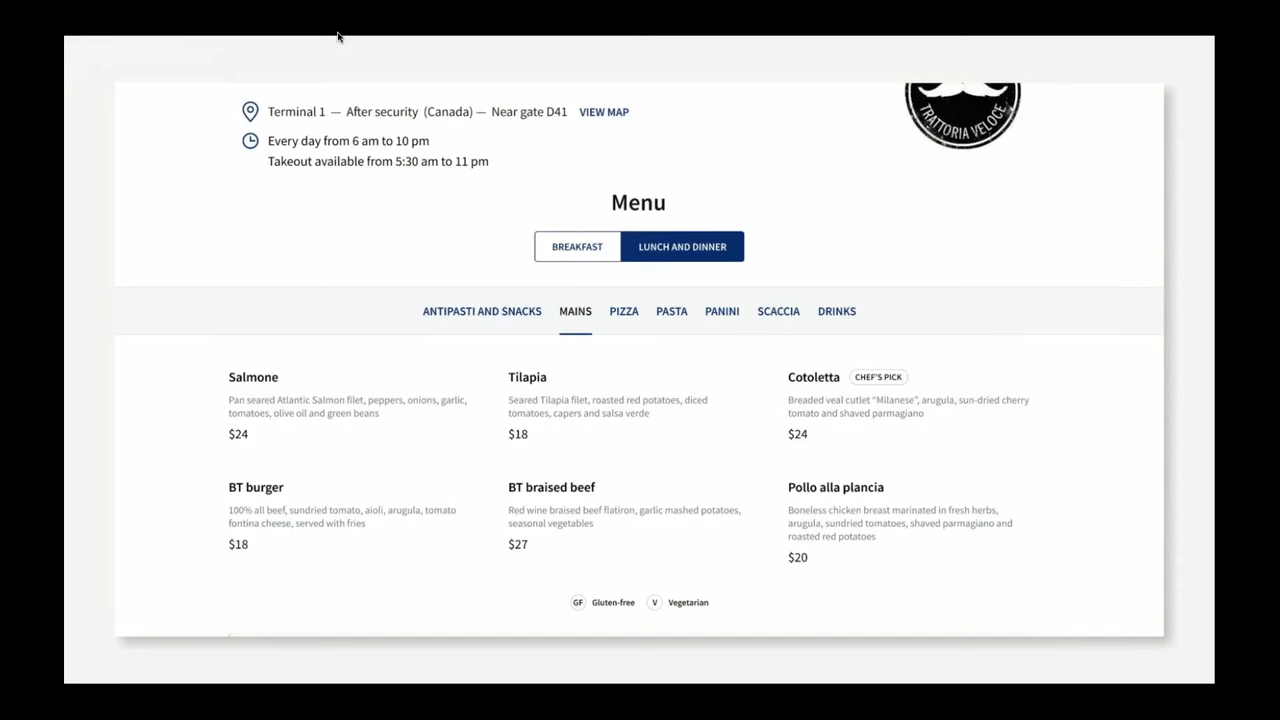 Terminal 1 — After security (Canada) — Near gate D41 VIEW MAP
TRATTORIA VELOCE
Every day from 6 am to 10 pm
Takeout available from 5:30 am to 11 pm
Menu
BREAKFAST LUNCH AND DINNER
ANTIPASTI AND SNACKS MAINS PIZZA PASTA PANINI SCACCIA DRINKS
Salmone
Pan seared Atlantic Salmon filet, peppers, onions, garlic,
tomatoes, olive oil and green beans
$24
Tilapia
Seared Tilapia filet, roasted red potatoes, diced
tomatoes, capers and salsa verde
$18
Cotoletta CHEF'S PICK
Breaded veal cutlet “Milanese”, arugula, sun-dried cherry
tomato and shaved parmagiano
$24
BT burger
100% all beef, sundried tomato, aioli, arugula, tomato
fontina cheese, served with fries
$18
BT braised beef
Red wine braised beef flatiron, garlic mashed potatoes,
seasonal vegetables
$27
Pollo alla plancia
Boneless chicken breast marinated in fresh herbs,
arugula, sundried tomatoes, shaved parmagiano and
roasted red potatoes
$20
GF Gluten-free V Vegetarian